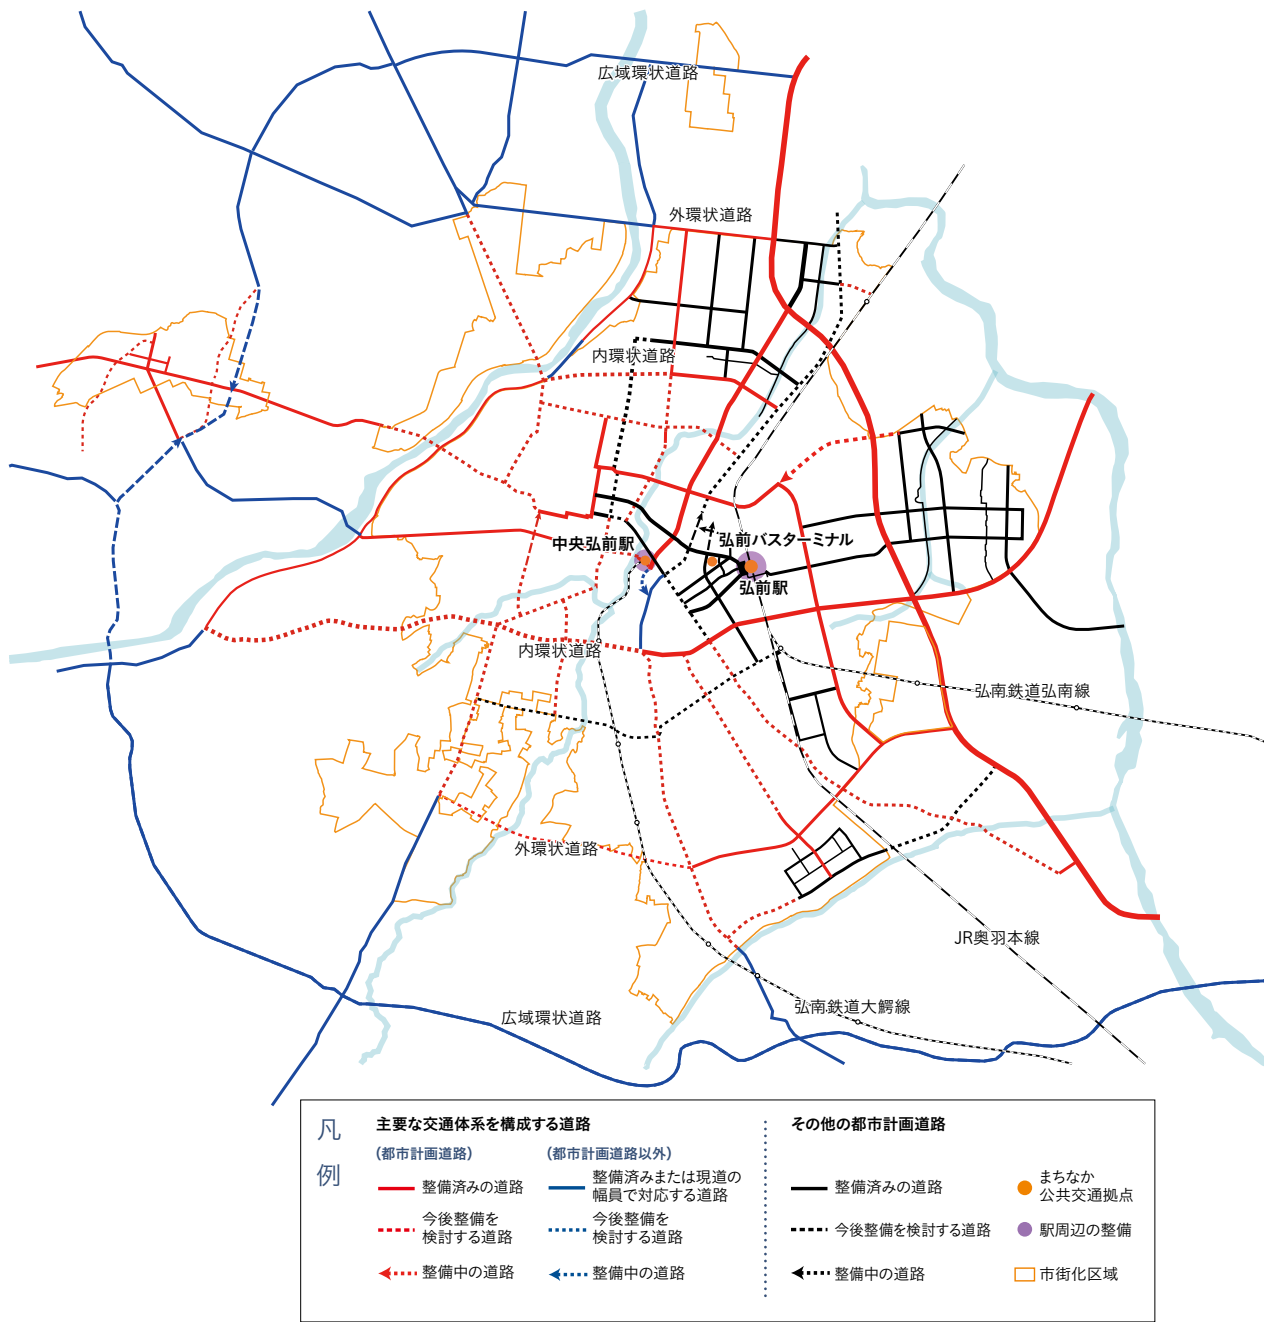 広域環状道路
外環状道路
内環状道路
中央弘前駅
弘前バスターミナル
弘前駅
内環状道路
弘南鉄道弘南線
外環状道路
JR奥羽本線
弘南鉄道大鰐線
広域環状道路
凡
例
主要な交通体系を構成する道路
（都市計画道路）
整備済みの道路
今後整備を
検討する道路
整備中の道路
（都市計画道路以外）
整備済みまたは現道の
幅員で対応する道路
今後整備を
検討する道路
整備中の道路
その他の都市計画道路
整備済みの道路
今後整備を検討する道路
整備中の道路
まちなか
公共交通拠点
駅周辺の整備
市街化区域